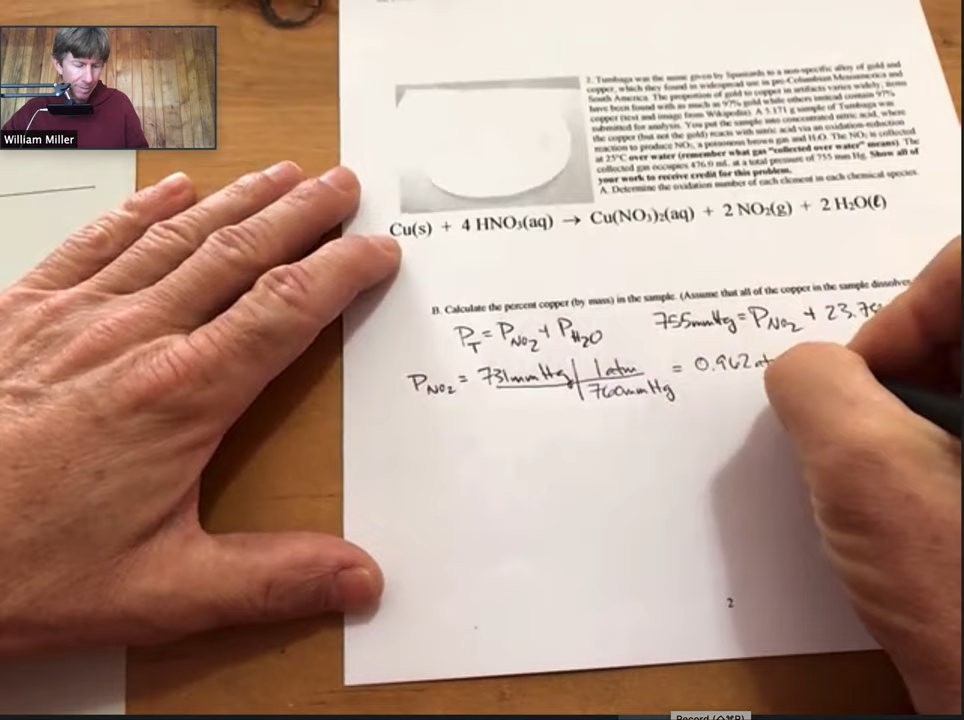 William Miller
2. Tumbaga was the name given by Spaniards to a non-specific alloy of gold and
copper, which they found in widespread use in pre-Columbian Mesoamerica and
South America. The proportion of gold to copper in artifacts varies widely; items
have been found with as much as 97% gold while others instead contain 97%
copper (text and image from Wikipedia). A 5.171 g sample of Tumbaga was
submitted for analysis. You put the sample into concentrated nitric acid, where
the copper (but not the gold) reacts with nitric acid via an oxidation-reduction
reaction to produce NO₂, a poisonous brown gas and H₂O. The NO₂ is collected
at 25°C over water (remember what gas "collected over water" means). The
collected gas occupies 476.0 mL at a total pressure of 755 mm Hg. Show all of
your work to receive credit for this problem.
A. Determine the oxidation number of each element in each chemical species.
Cu(s) + 4 HNO₃(aq) → Cu(NO₃)₂(aq) + 2 NO₂(g) + 2 H₂O(ℓ)
B. Calculate the percent copper (by mass) in the sample. (Assume that all of the copper in the sample dissolves
P_T = P_NO₂ + P_H₂O 755mmHg = P_NO₂ + 23.7
P_NO₂ = 731mmHg | 1atm / 760mmHg = 0.962 at
2
Record (⇧⌘R)